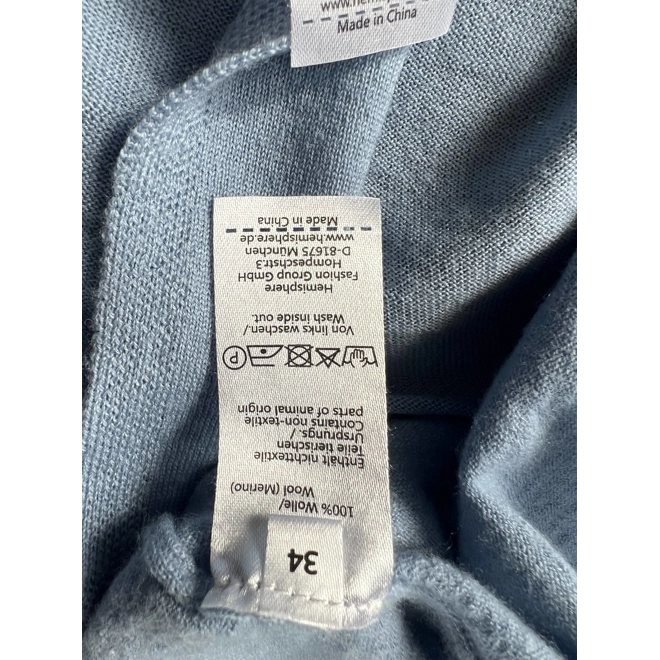 34
100% Wolle/
Wool (Merino)
Enthält nichttextile
Teile tierischen
Ursprungs. /
Contains non-textile
parts of animal origin
P
Von links waschen./
Wash inside out.
Hemisphere
Fashion Group GmbH
Hompeschstr.3
D-81675 München
www.hemisphere.de
Made in China
Made in China